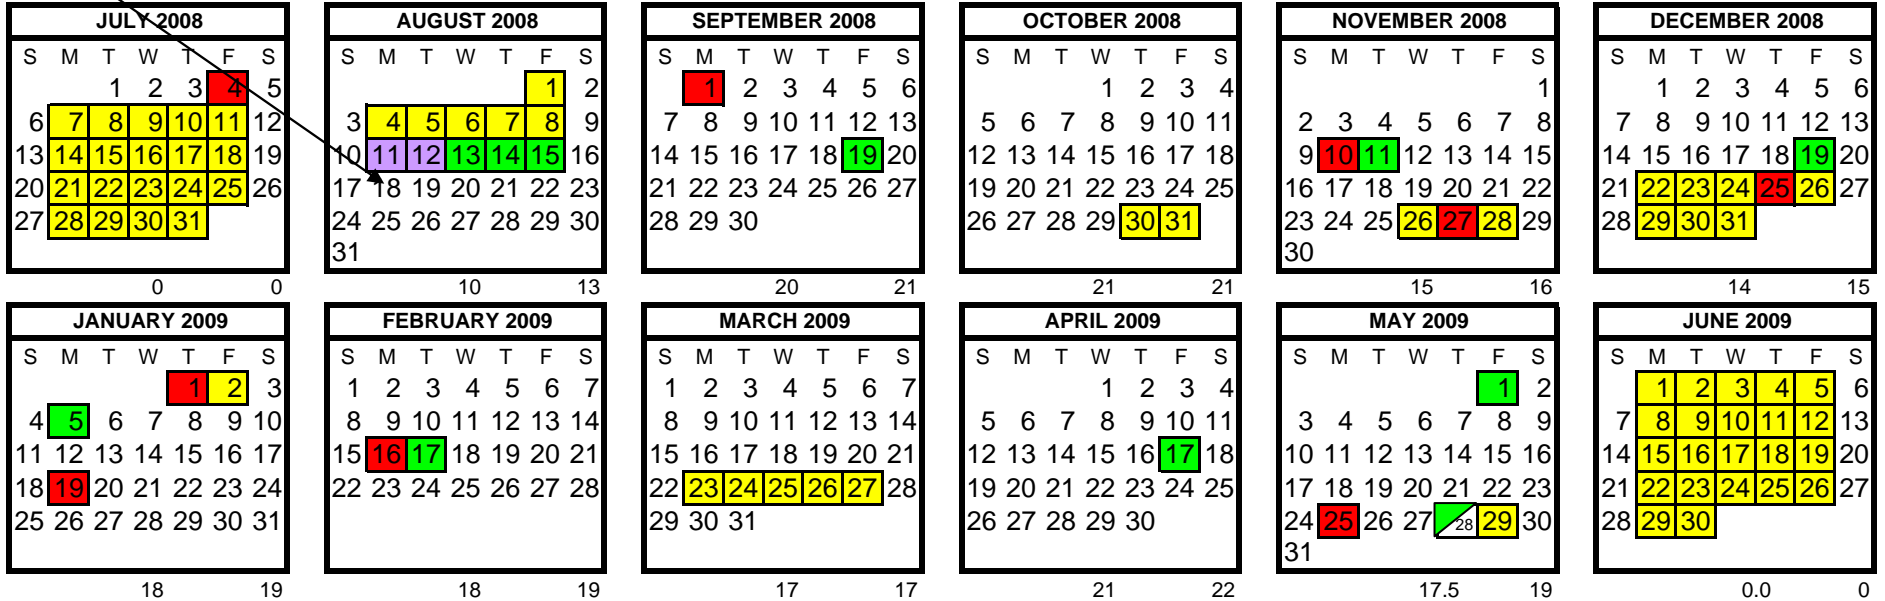 JULY 2008
S M T W T F S
1 2 3 4 5
6 7 8 9 10 11 12
13 14 15 16 17 18 19
20 21 22 23 24 25 26
27 28 29 30 31
0 0
AUGUST 2008
S M T W T F S
1 2
3 4 5 6 7 8 9
10 11 12 13 14 15 16
17 18 19 20 21 22 23
24 25 26 27 28 29 30
31
10 13
SEPTEMBER 2008
S M T W T F S
1 2 3 4 5 6
7 8 9 10 11 12 13
14 15 16 17 18 19 20
21 22 23 24 25 26 27
28 29 30
20 21
OCTOBER 2008
S M T W T F S
1 2 3 4
5 6 7 8 9 10 11
12 13 14 15 16 17 18
19 20 21 22 23 24 25
26 27 28 29 30 31
21 21
NOVEMBER 2008
S M T W T F S
1
2 3 4 5 6 7 8
9 10 11 12 13 14 15
16 17 18 19 20 21 22
23 24 25 26 27 28 29
30
15 16
DECEMBER 2008
S M T W T F S
1 2 3 4 5 6
7 8 9 10 11 12 13
14 15 16 17 18 19 20
21 22 23 24 25 26 27
28 29 30 31
14 15
JANUARY 2009
S M T W T F S
1 2 3
4 5 6 7 8 9 10
11 12 13 14 15 16 17
18 19 20 21 22 23 24
25 26 27 28 29 30 31
18 19
FEBRUARY 2009
S M T W T F S
1 2 3 4 5 6 7
8 9 10 11 12 13 14
15 16 17 18 19 20 21
22 23 24 25 26 27 28
18 19
MARCH 2009
S M T W T F S
1 2 3 4 5 6 7
8 9 10 11 12 13 14
15 16 17 18 19 20 21
22 23 24 25 26 27 28
29 30 31
17 17
APRIL 2009
S M T W T F S
1 2 3 4
5 6 7 8 9 10 11
12 13 14 15 16 17 18
19 20 21 22 23 24 25
26 27 28 29 30
21 22
MAY 2009
S M T W T F S
1 2
3 4 5 6 7 8 9
10 11 12 13 14 15 16
17 18 19 20 21 22 23
24 25 26 27 28 29 30
31
17.5 19
JUNE 2009
S M T W T F S
1 2 3 4 5 6
7 8 9 10 11 12 13
14 15 16 17 18 19 20
21 22 23 24 25 26 27
28 29 30
0.0 0